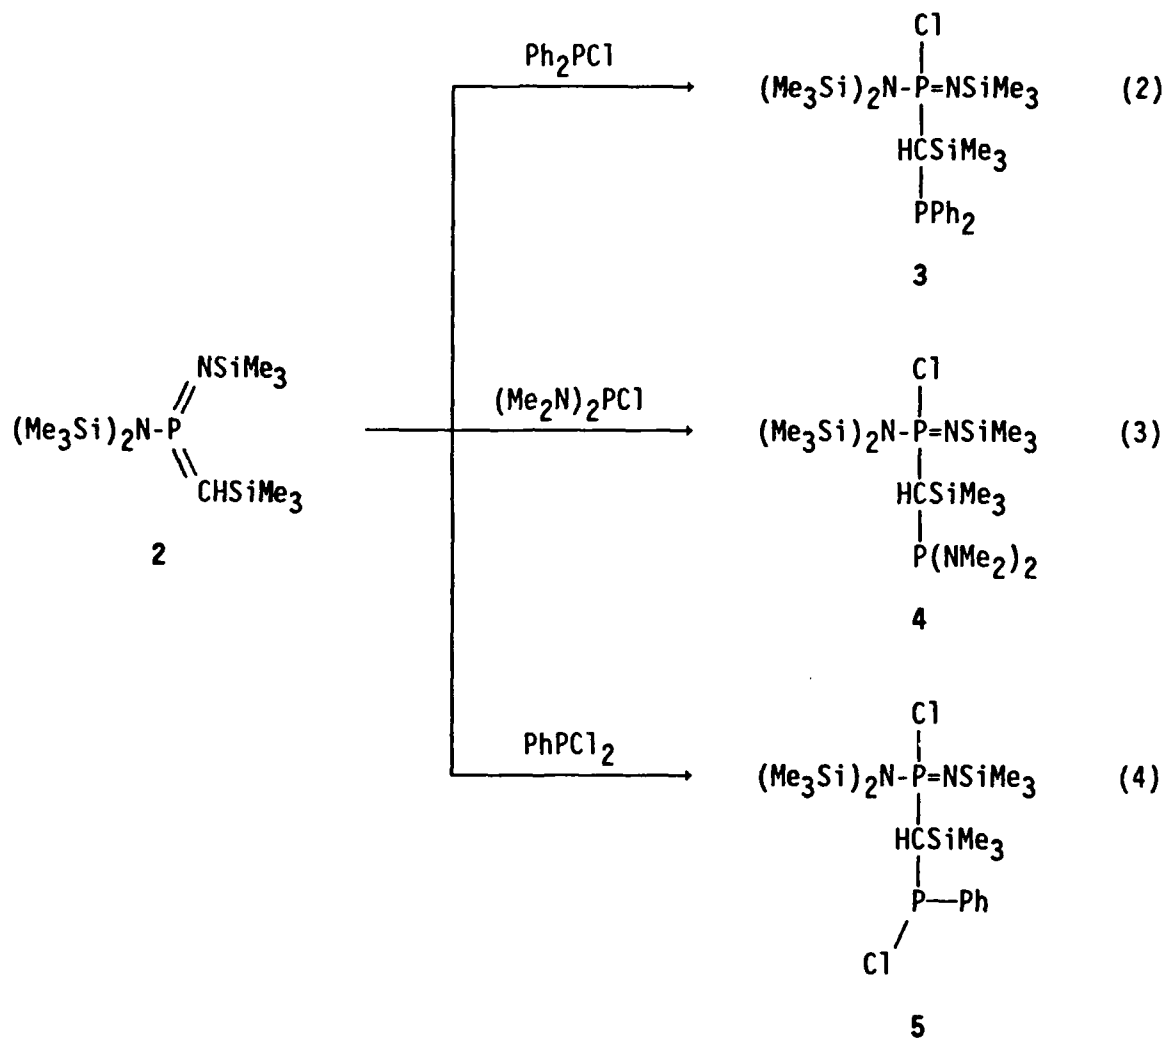 Cl
Ph2PCl
(Me3Si)2N-P=NSiMe3 (2)
HCSiMe3
PPh2
3
NSiMe3
(Me3Si)2N-P
CHSiMe3
2
Cl
(Me2N)2PCl
(Me3Si)2N-P=NSiMe3 (3)
HCSiMe3
P(NMe2)2
4
Cl
PhPCl2
(Me3Si)2N-P=NSiMe3 (4)
HCSiMe3
P—Ph
Cl
5